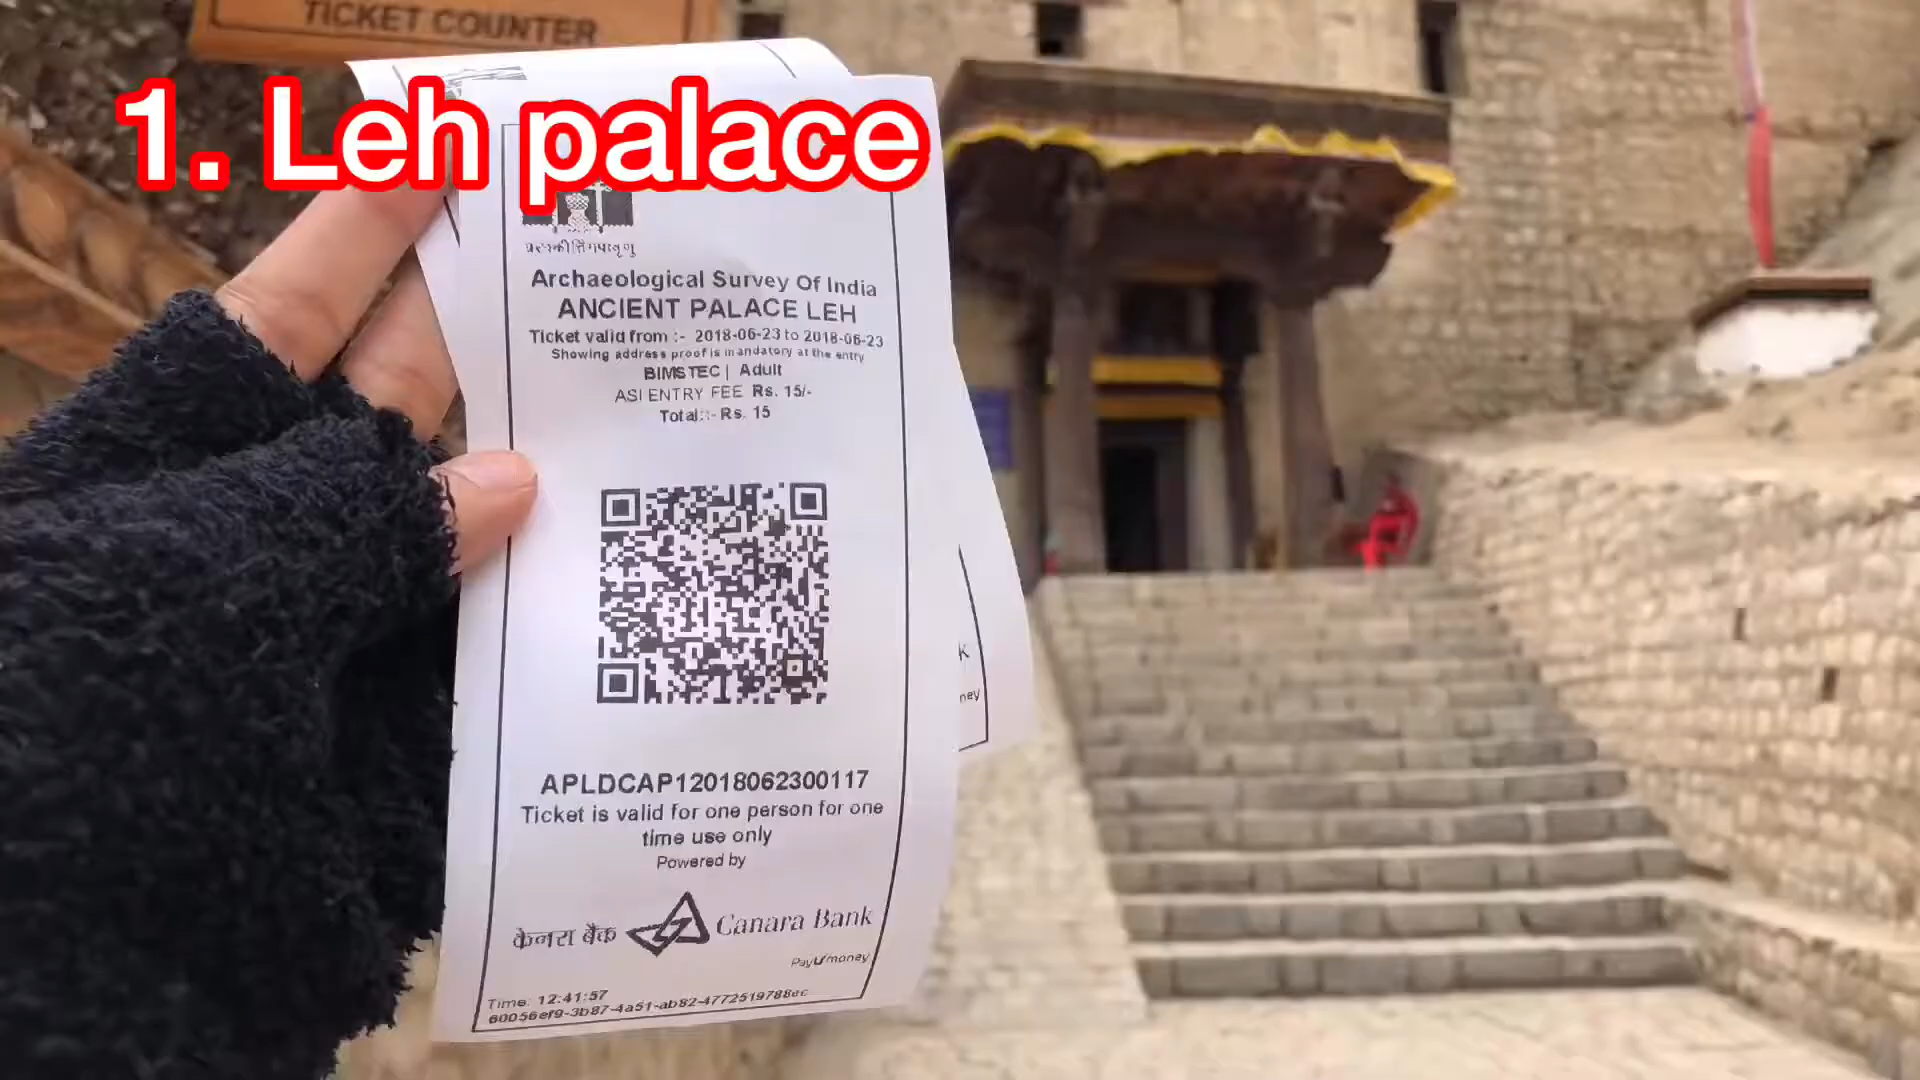 TICKET COUNTER
1. Leh palace
Archaeological Survey Of India
ANCIENT PALACE LEH
Ticket valid from :- 2018-06-23 to 2018-06-23
Showing address proof is mandatory at the entry
BIMSTEC | Adult
ASI ENTRY FEE Rs. 15/-
Total:- Rs. 15
APLDCAP12018062300117
Ticket is valid for one person for one
time use only
Powered by
केनरा बैंक Canara Bank
PayUmoney
Time: 12:41:57
60056ef9-3b87-4a51-ab82-4772519788ec
K
ney